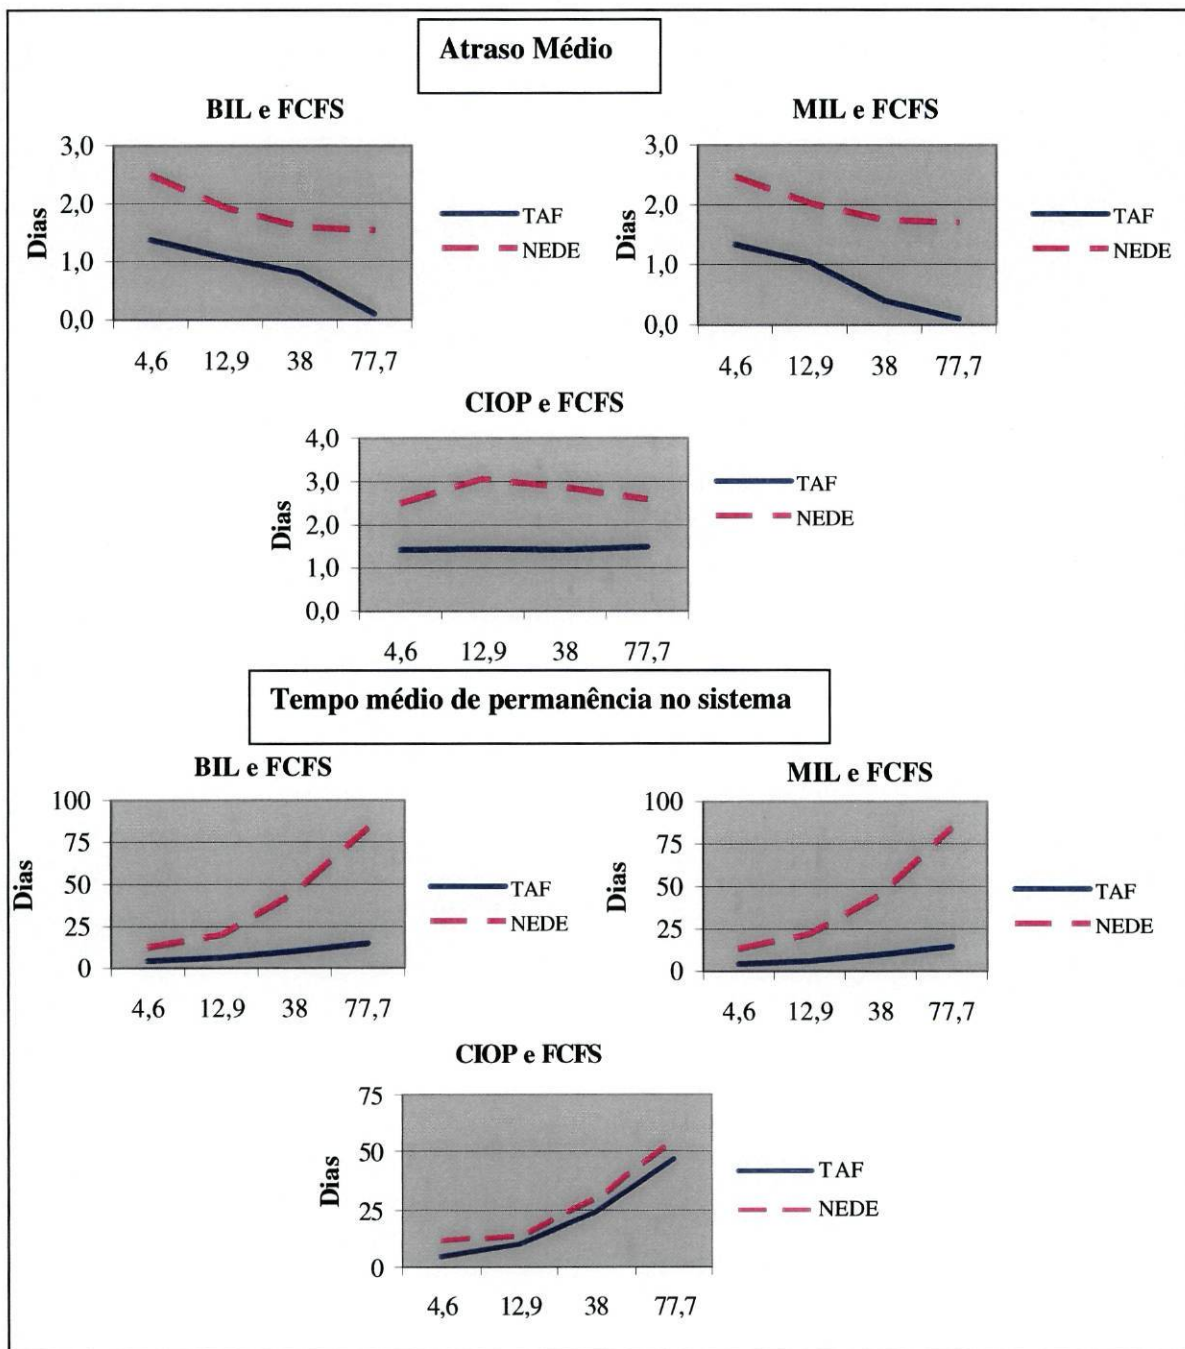 Atraso Médio
BIL e FCFS
3,0
2,0
1,0
0,0
Dias
4,6 12,9 38 77,7
TAF
NEDE
MIL e FCFS
3,0
2,0
1,0
0,0
Dias
4,6 12,9 38 77,7
TAF
NEDE
CIOP e FCFS
4,0
3,0
2,0
1,0
0,0
Dias
4,6 12,9 38 77,7
TAF
NEDE
Tempo médio de permanência no sistema
BIL e FCFS
100
75
50
25
0
Dias
4,6 12,9 38 77,7
TAF
NEDE
MIL e FCFS
100
75
50
25
0
Dias
4,6 12,9 38 77,7
TAF
NEDE
CIOP e FCFS
75
50
25
0
Dias
4,6 12,9 38 77,7
TAF
NEDE